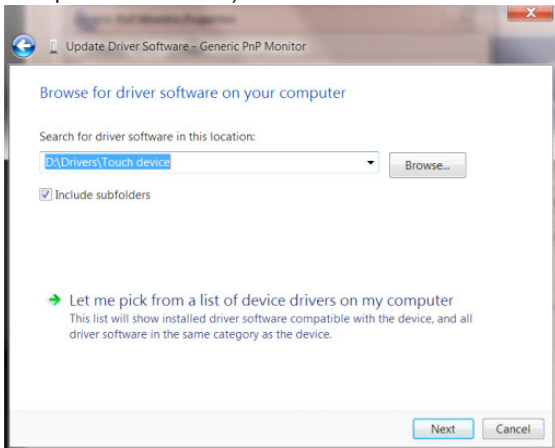 Update Driver Software - Generic PnP Monitor
Browse for driver software on your computer
Search for driver software in this location:
D:\Drivers\Touch device
Browse...
Include subfolders
Let me pick from a list of device drivers on my computer
This list will show installed driver software compatible with the device, and all
driver software in the same category as the device.
Next Cancel